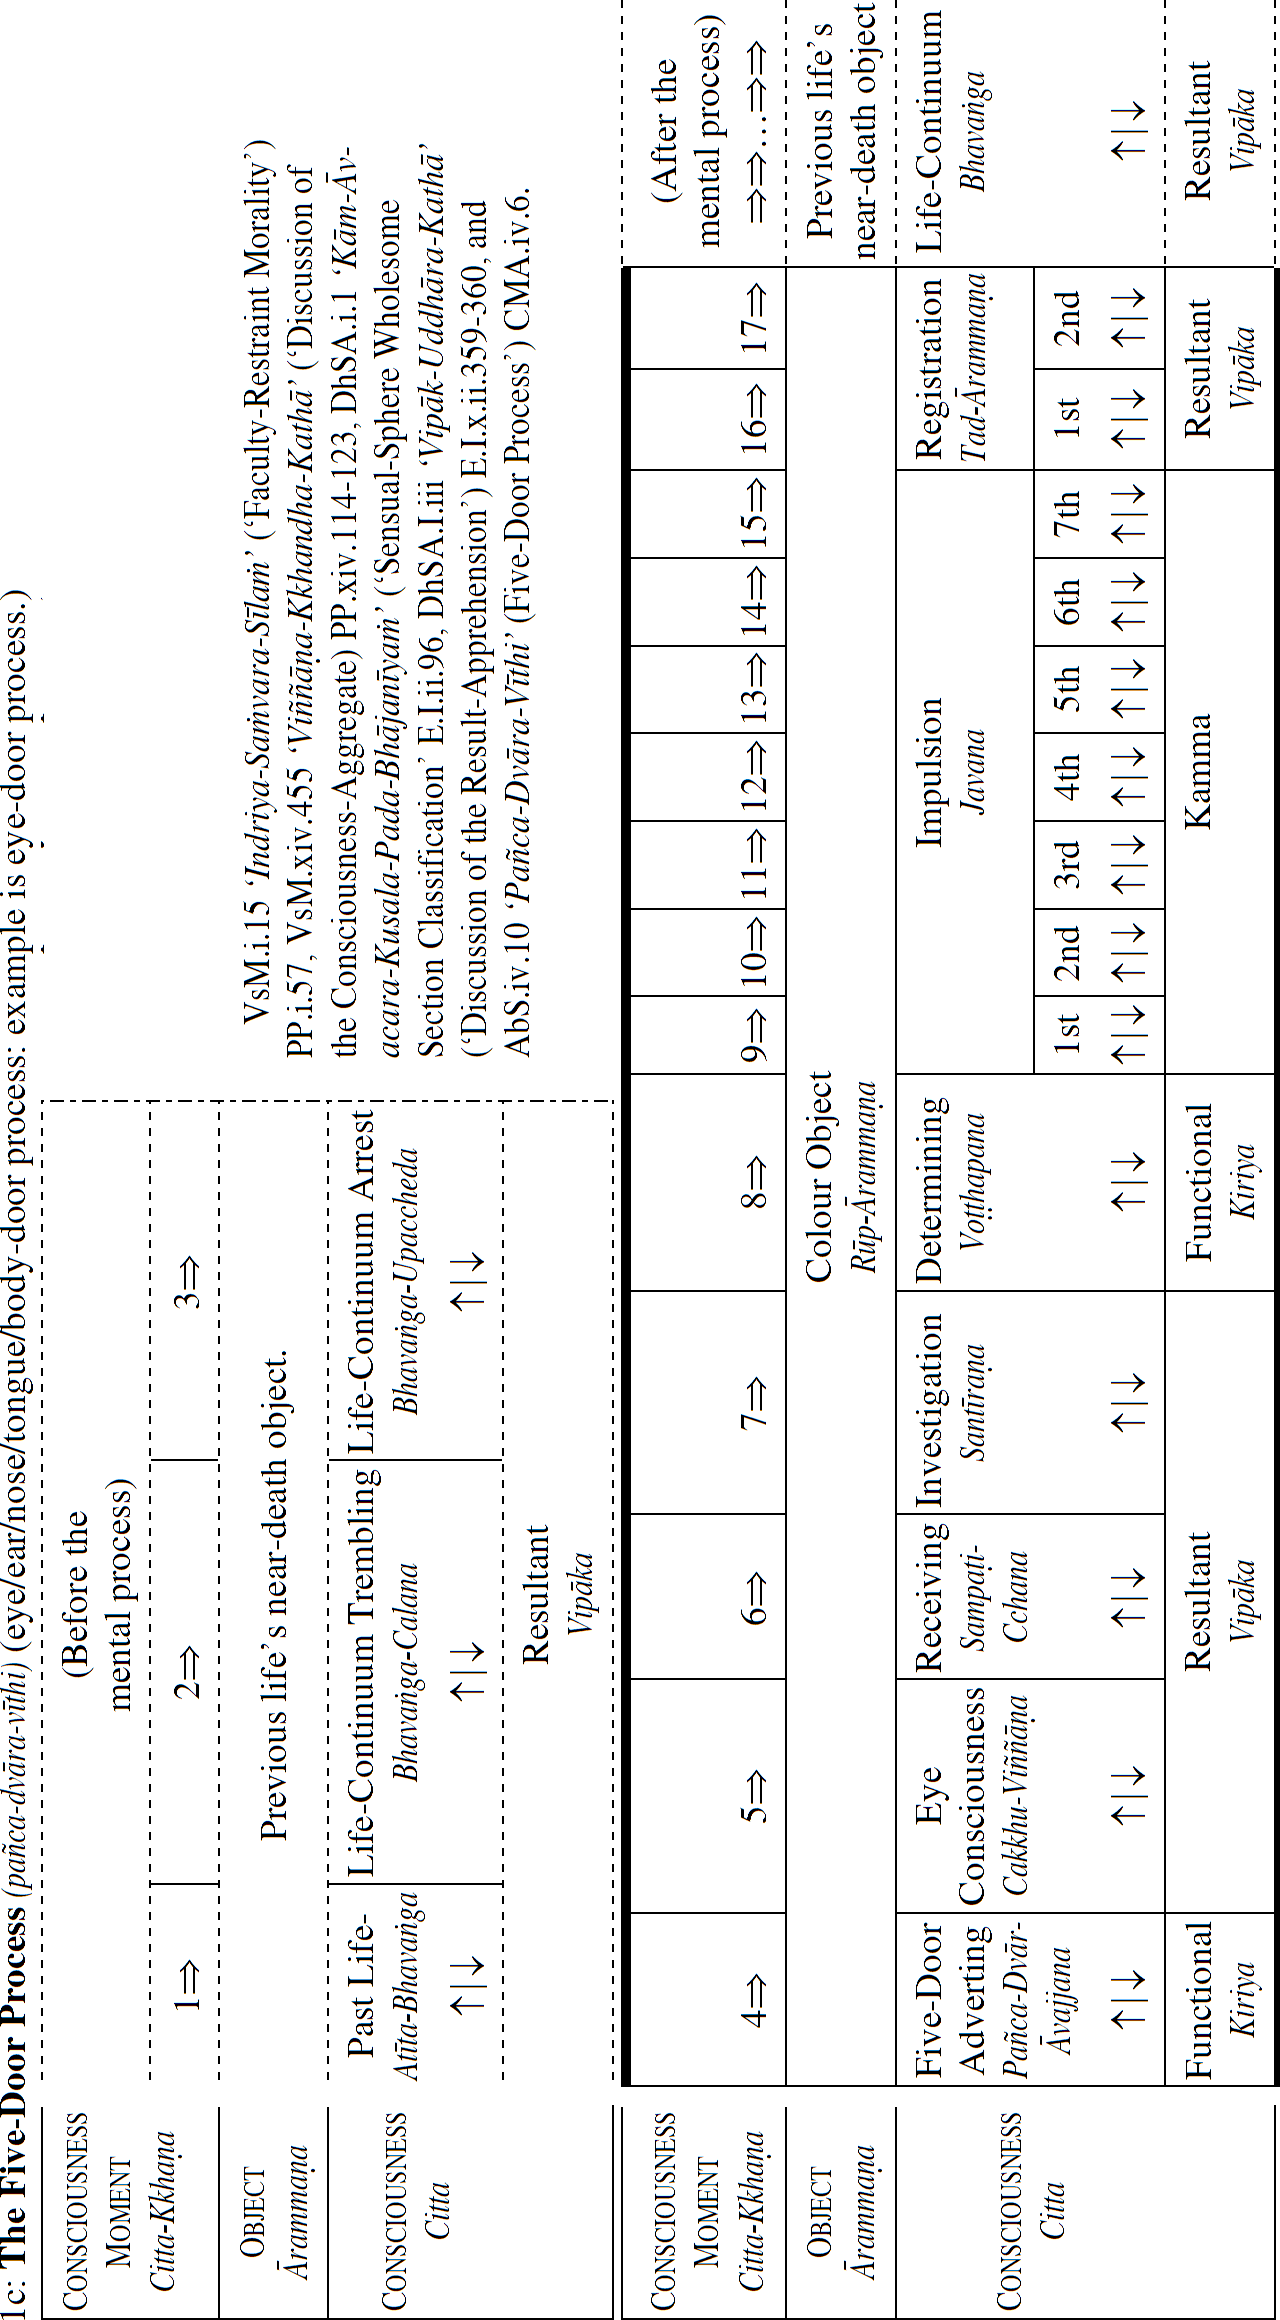 1c: The Five-Door Process (pañca-dvāra-vīthi) (eye/ear/nose/tongue/body-door process: example is eye-door process.)
CONSCIOUSNESS
MOMENT
Citta-Kkhaṇa
(Before the
mental process)
1⇒ 2⇒ 3⇒
OBJECT
Ārammaṇa
Previous life's near-death object.
CONSCIOUSNESS
Citta
Past Life-
Atīta-Bhavaṅga
↑|↓
Life-Continuum Trembling
Bhavaṅga-Calana
↑|↓
Life-Continuum Arrest
Bhavaṅga-Upaccheda
↑|↓
Resultant
Vipāka
VsM.i.15 ‘Indriya-Saṁvara-Sīlaṁ’ (‘Faculty-Restraint Morality’)
PP.i.57, VsM.xiv.455 ‘Viññāṇa-Kkhandha-Kathā’ (‘Discussion of
the Consciousness-Aggregate) PP.xiv.114-123, DhSA.i.1 ‘Kām-Āv-
acara-Kusala-Pada-Bhājanīyaṁ’ (‘Sensual-Sphere Wholesome
Section Classification’ E.I.ii.96, DhSA.I.iii ‘Vipāk-Uddhāra-Kathā’
(‘Discussion of the Result-Apprehension’) E.I.x.ii.359-360, and
AbS.iv.10 ‘Pañca-Dvāra-Vīthi’ (Five-Door Process’) CMA.iv.6.
CONSCIOUSNESS
MOMENT
Citta-Kkhaṇa
4⇒ 5⇒ 6⇒ 7⇒ 8⇒ 9⇒ 10⇒ 11⇒ 12⇒ 13⇒ 14⇒ 15⇒ 16⇒ 17⇒
(After the
mental process)
⇒⇒…⇒⇒
OBJECT
Ārammaṇa
Colour Object
Rūp-Ārammaṇa
Previous life's
near-death object
CONSCIOUSNESS
Citta
Five-Door
Adverting
Pañca-Dvār-
Āvajjana
↑|↓
Eye
Consciousness
Cakkhu-Viññāṇa
↑|↓
Receiving
Sampaṭi-
Cchana
↑|↓
Investigation
Santīraṇa
↑|↓
Determining
Voṭṭhapana
↑|↓
Impulsion
Javana
1st 2nd 3rd 4th 5th 6th 7th
↑|↓ ↑|↓ ↑|↓ ↑|↓ ↑|↓ ↑|↓ ↑|↓
Registration
Tad-Ārammaṇa
1st 2nd
↑|↓ ↑|↓
Life-Continuum
Bhavaṅga
↑|↓
Functional
Kiriya
Resultant
Vipāka
Functional
Kiriya
Kamma
Resultant
Vipāka
Resultant
Vipāka